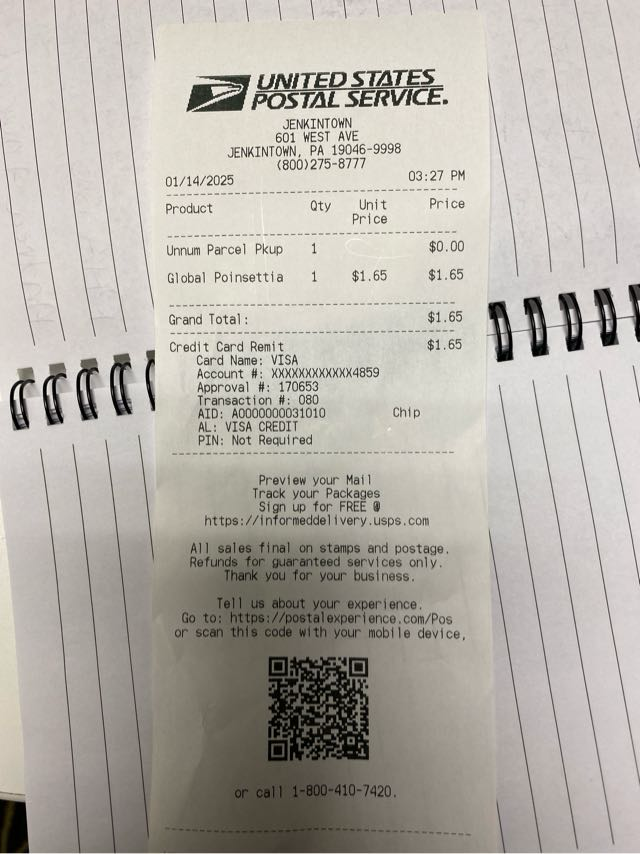 UNITED STATES
POSTAL SERVICE.
JENKINTOWN
601 WEST AVE
JENKINTOWN, PA 19046-9998
(800)275-8777
01/14/2025 03:27 PM
Product Qty Unit Price
Price
Unnum Parcel Pkup 1 $0.00
Global Poinsettia 1 $1.65 $1.65
Grand Total: $1.65
Credit Card Remit $1.65
Card Name: VISA
Account #: XXXXXXXXXXXX4859
Approval #: 170653
Transaction #: 080
AID: A0000000031010 Chip
AL: VISA CREDIT
PIN: Not Required
Preview your Mail
Track your Packages
Sign up for FREE @
https://informeddelivery.usps.com
All sales final on stamps and postage.
Refunds for guaranteed services only.
Thank you for your business.
Tell us about your experience.
Go to: https://postalexperience.com/Pos
or scan this code with your mobile device,
or call 1-800-410-7420.